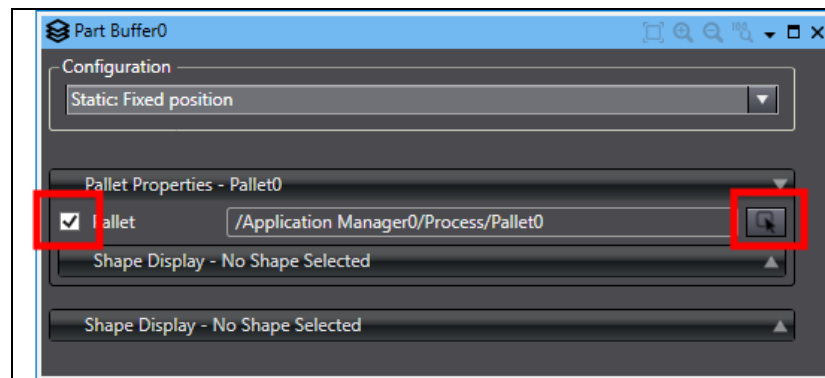 Part Buffer0
Configuration
Static: Fixed position
Pallet Properties - Pallet0
Pallet /Application Manager0/Process/Pallet0
Shape Display - No Shape Selected
Shape Display - No Shape Selected